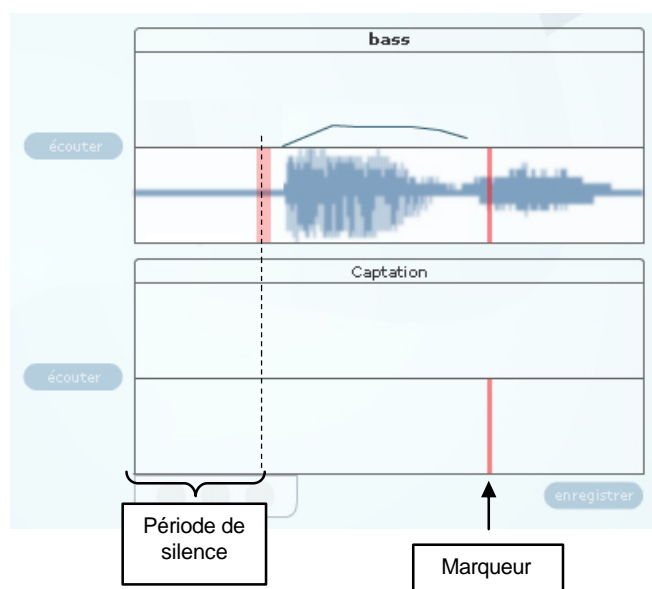 bass
écouter
Captation
écouter
enregistrer
Période de
silence
Marqueur